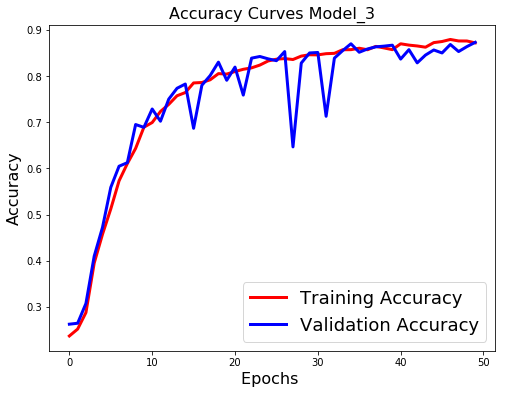 Accuracy Curves Model_3
0.9
0.8
0.7
0.6
0.5
0.4
0.3
Accuracy
Training Accuracy
Validation Accuracy
0 10 20 30 40 50
Epochs